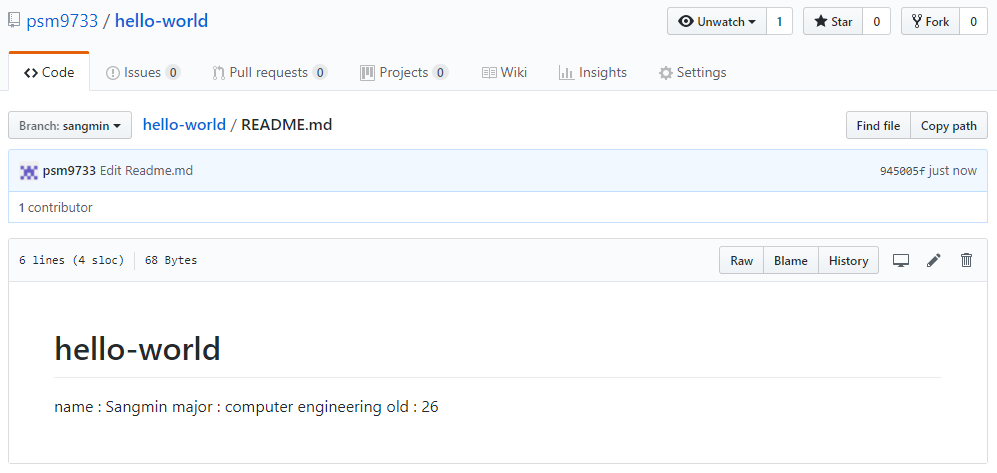 psm9733 / hello-world Unwatch 1 Star 0 Fork 0
Code Issues 0 Pull requests 0 Projects 0 Wiki Insights Settings
Branch: sangmin hello-world / README.md Find file Copy path
psm9733 Edit Readme.md 945005f just now
1 contributor
6 lines (4 sloc) 68 Bytes Raw Blame History
hello-world
name : Sangmin major : computer engineering old : 26